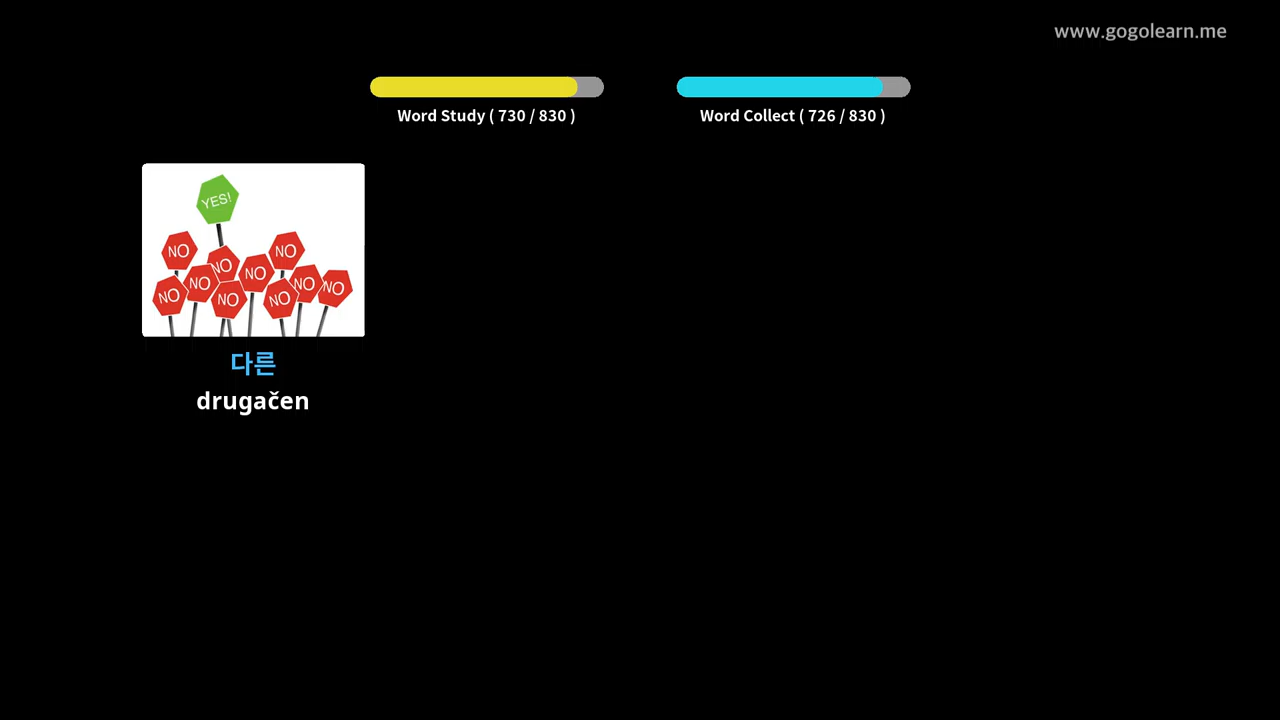 www.gogolearn.me
Word Study ( 730 / 830 )
Word Collect ( 726 / 830 )
YES!
NO
NO
NO
NO
NO
NO
NO
NO
NO
NO
다른
drugačen